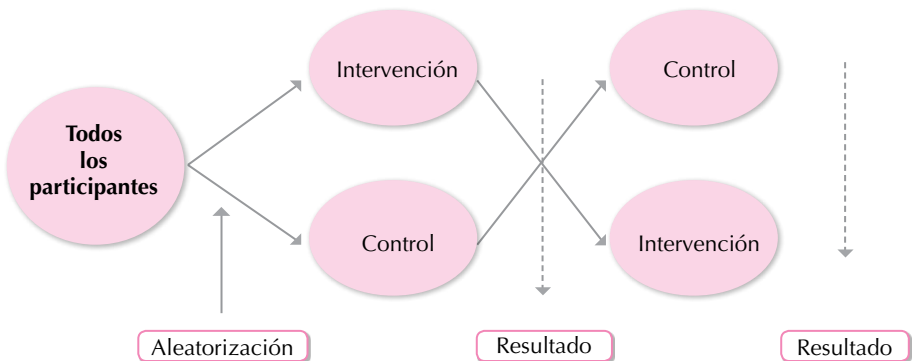 Todos
los
participantes
Intervención
Control
Control
Intervención
Aleatorización
Resultado
Resultado